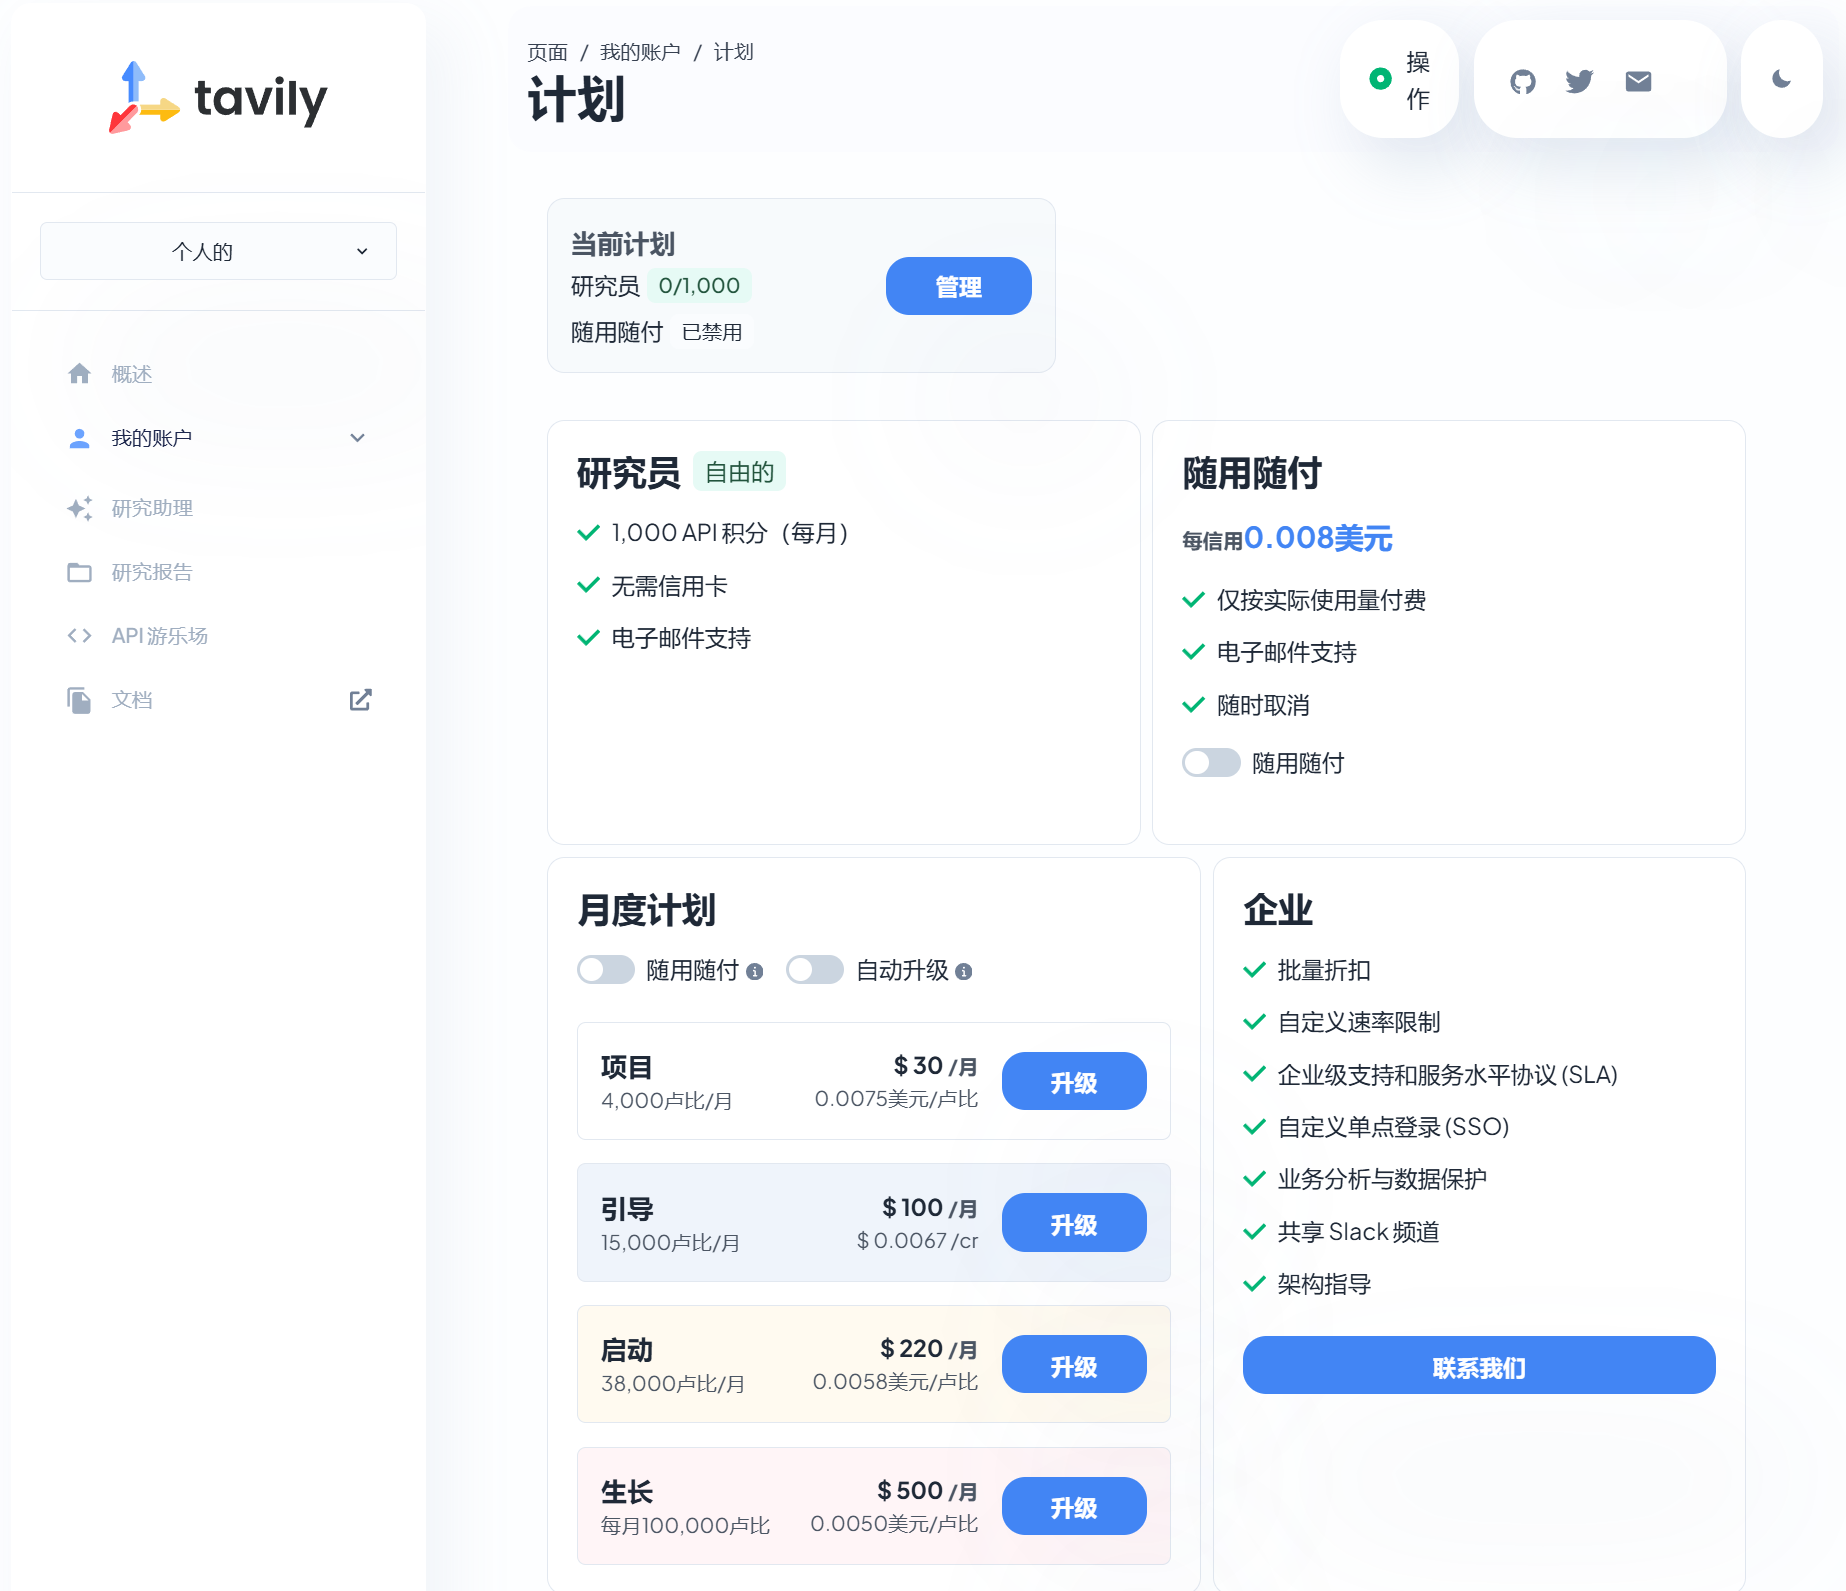 tavily
个人的
概述
我的账户
研究助理
研究报告
API 游乐场
文档
页面 / 我的账户 / 计划
计划
操
作
当前计划
研究员 0/1,000
随用随付 已禁用
管理
研究员 自由的
1,000 API 积分（每月）
无需信用卡
电子邮件支持
随用随付
每信用0.008美元
仅按实际使用量付费
电子邮件支持
随时取消
随用随付
月度计划
随用随付 自动升级
项目 $ 30 /月
4,000卢比/月 0.0075美元/卢比
升级
引导 $ 100 /月
15,000卢比/月 $ 0.0067 /cr
升级
启动 $ 220 /月
38,000卢比/月 0.0058美元/卢比
升级
生长 $ 500 /月
每月100,000卢比 0.0050美元/卢比
升级
企业
批量折扣
自定义速率限制
企业级支持和服务水平协议 (SLA)
自定义单点登录 (SSO)
业务分析与数据保护
共享 Slack 频道
架构指导
联系我们